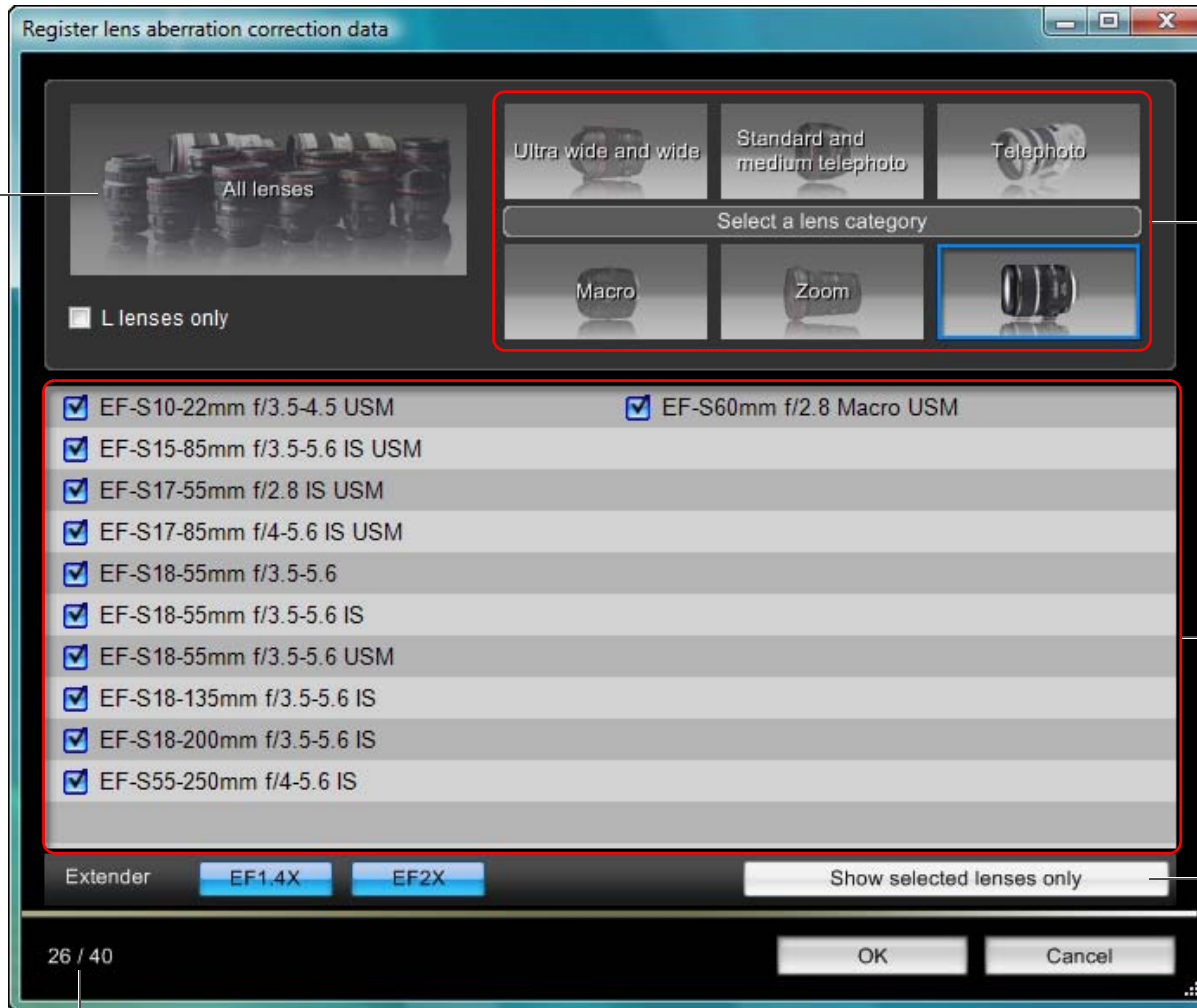 Register lens aberration correction data
All lenses
L lenses only
Ultra wide and wide
Standard and
medium telephoto
Telephoto
Select a lens category
Macro
Zoom
EF-S10-22mm f/3.5-4.5 USM
EF-S15-85mm f/3.5-5.6 IS USM
EF-S17-55mm f/2.8 IS USM
EF-S17-85mm f/4-5.6 IS USM
EF-S18-55mm f/3.5-5.6
EF-S18-55mm f/3.5-5.6 IS
EF-S18-55mm f/3.5-5.6 USM
EF-S18-135mm f/3.5-5.6 IS
EF-S18-200mm f/3.5-5.6 IS
EF-S55-250mm f/4-5.6 IS
EF-S60mm f/2.8 Macro USM
Extender
EF1.4X
EF2X
Show selected lenses only
26 / 40
OK
Cancel